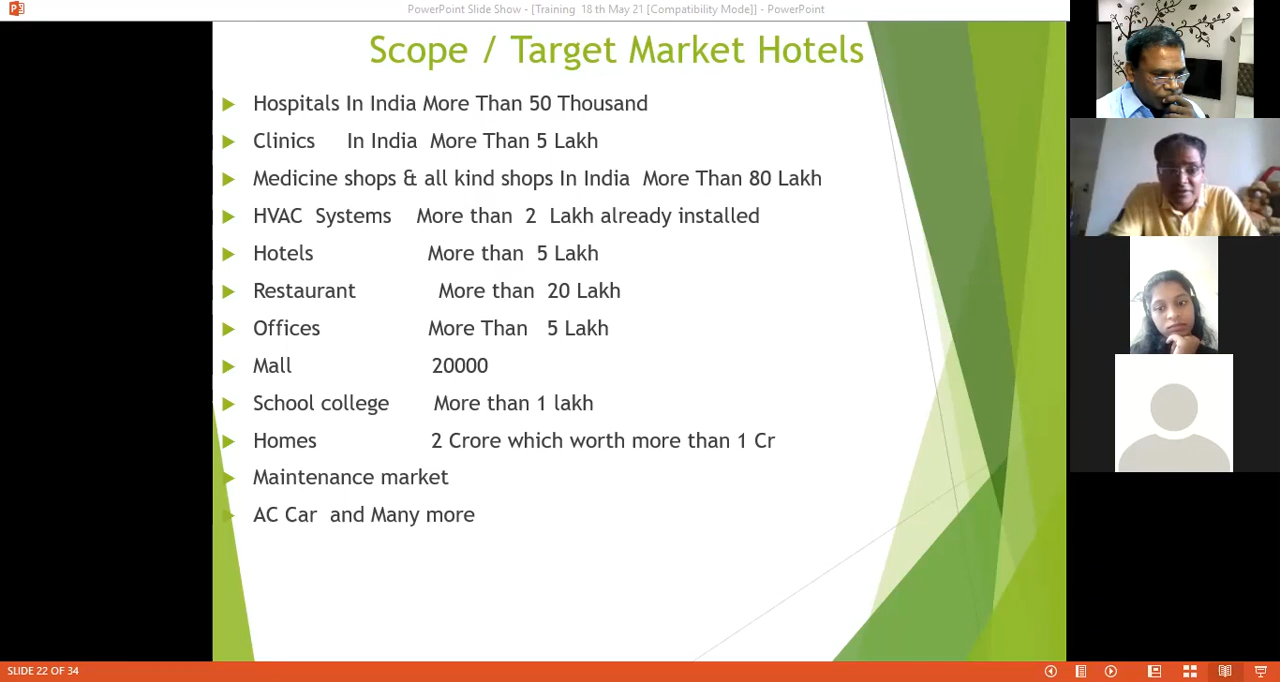 PowerPoint Slide Show - [Training 18 th May 21 [Compatibility Mode]] - PowerPoint
Scope / Target Market Hotels
Hospitals In India More Than 50 Thousand
Clinics In India More Than 5 Lakh
Medicine shops & all kind shops In India More Than 80 Lakh
HVAC Systems More than 2 Lakh already installed
Hotels More than 5 Lakh
Restaurant More than 20 Lakh
Offices More Than 5 Lakh
Mall 20000
School college More than 1 lakh
Homes 2 Crore which worth more than 1 Cr
Maintenance market
AC Car and Many more
SLIDE 22 OF 34